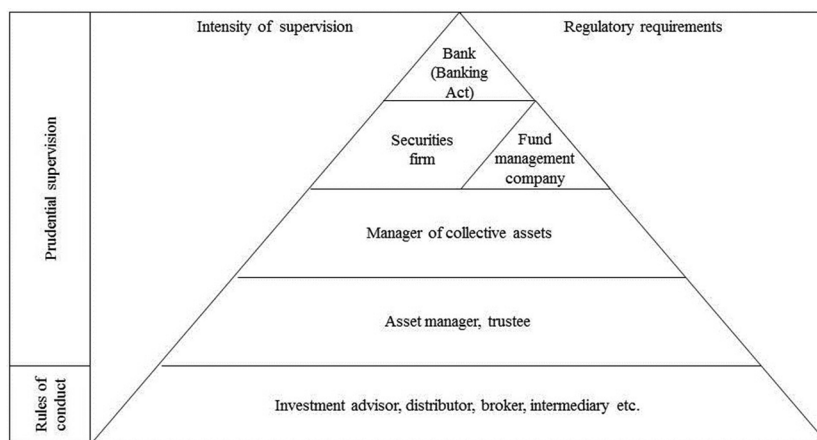 Intensity of supervision
Regulatory requirements
Bank
(Banking
Act)
Securities
firm
Fund
management
company
Manager of collective assets
Asset manager, trustee
Investment advisor, distributor, broker, intermediary etc.
Prudential supervision
Rules of
conduct